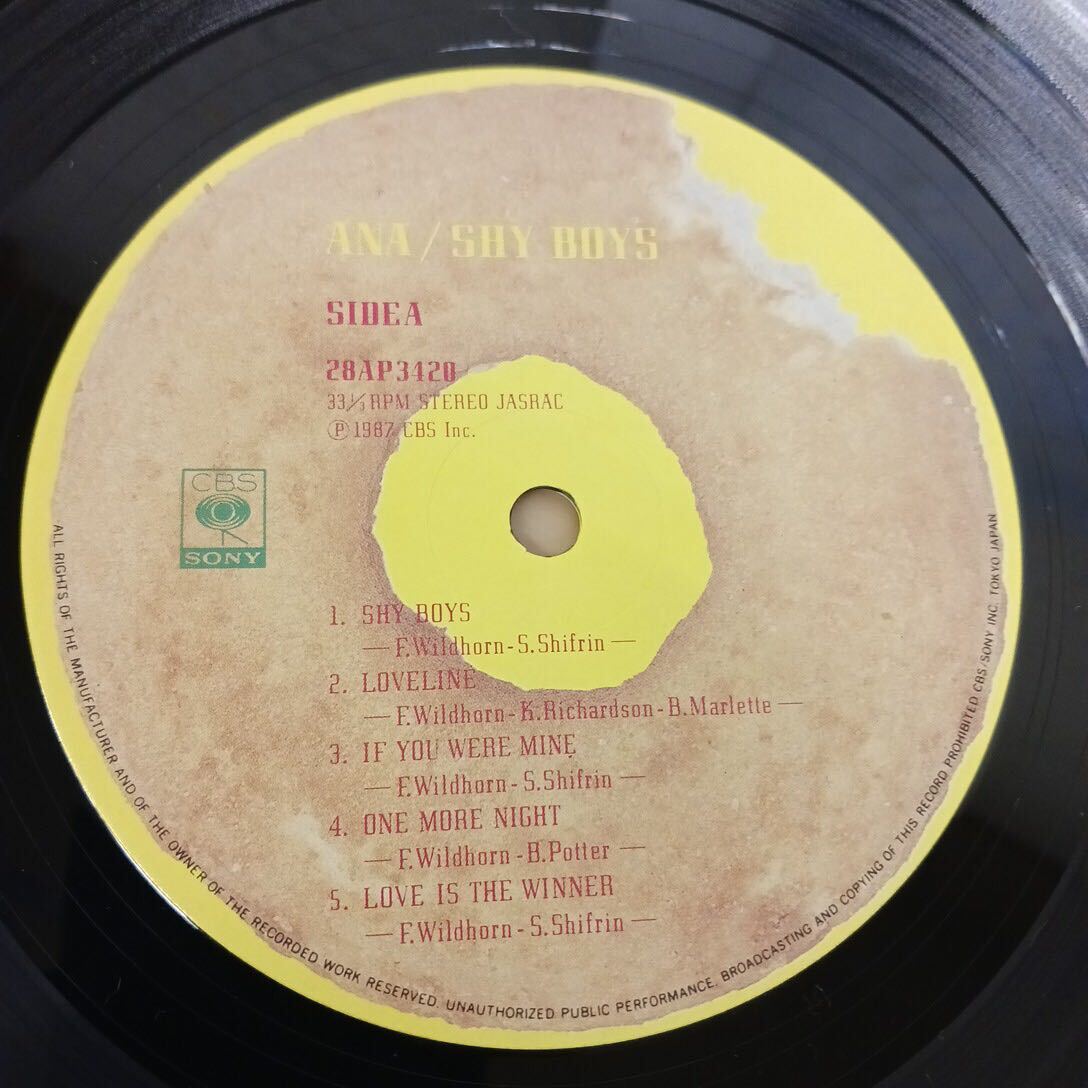 ANA / SHY BOYS
SIDE A
28AP3420
33⅓ RPM STEREO JASRAC
Ⓟ 1987 CBS Inc.
CBS
SONY
1. SHY BOYS
— F.Wildhorn-S.Shifrin —
2. LOVELINE
— F.Wildhorn-K.Richardson-B.Marlette —
3. IF YOU WERE MINE
— F.Wildhorn-S.Shifrin —
4. ONE MORE NIGHT
— F.Wildhorn-B.Potter —
5. LOVE IS THE WINNER
— F.Wildhorn-S.Shifrin —
ALL RIGHTS OF THE MANUFACTURER AND OF THE OWNER OF THE RECORDED WORK RESERVED. UNAUTHORIZED PUBLIC PERFORMANCE. BROADCASTING AND COPYING OF THIS RECORD PROHIBITED CBS/SONY INC. TOKYO JAPAN